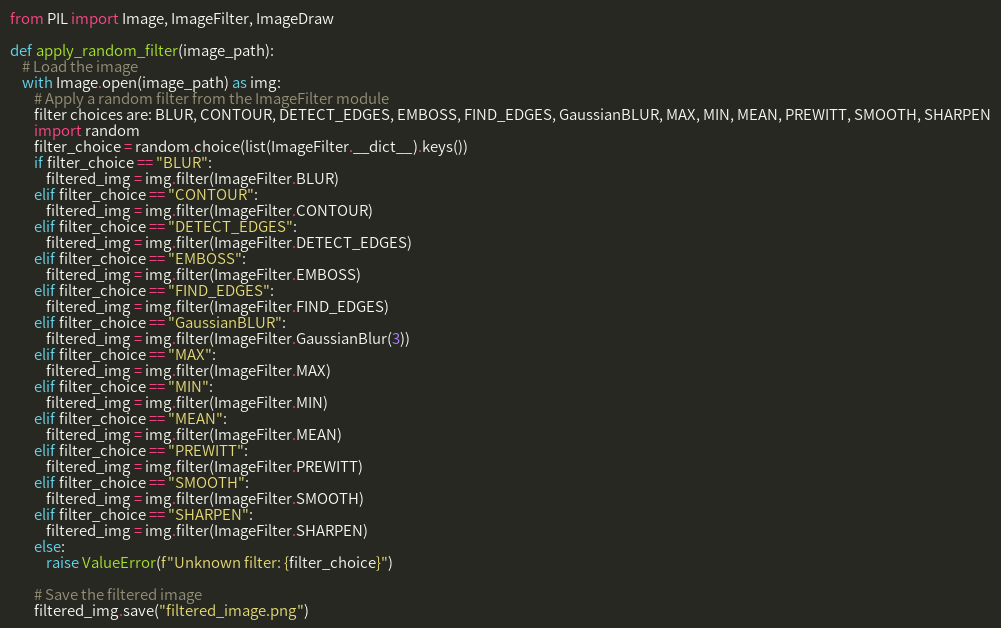 from PIL import Image, ImageFilter, ImageDraw

def apply_random_filter(image_path):
    # Load the image
    with Image.open(image_path) as img:
        # Apply a random filter from the ImageFilter module
        filter choices are: BLUR, CONTOUR, DETECT_EDGES, EMBOSS, FIND_EDGES, GaussianBLUR, MAX, MIN, MEAN, PREWITT, SMOOTH, SHARPEN
        import random
        filter_choice = random.choice(list(ImageFilter.__dict__).keys())
        if filter_choice == "BLUR":
            filtered_img = img.filter(ImageFilter.BLUR)
        elif filter_choice == "CONTOUR":
            filtered_img = img.filter(ImageFilter.CONTOUR)
        elif filter_choice == "DETECT_EDGES":
            filtered_img = img.filter(ImageFilter.DETECT_EDGES)
        elif filter_choice == "EMBOSS":
            filtered_img = img.filter(ImageFilter.EMBOSS)
        elif filter_choice == "FIND_EDGES":
            filtered_img = img.filter(ImageFilter.FIND_EDGES)
        elif filter_choice == "GaussianBLUR":
            filtered_img = img.filter(ImageFilter.GaussianBlur(3))
        elif filter_choice == "MAX":
            filtered_img = img.filter(ImageFilter.MAX)
        elif filter_choice == "MIN":
            filtered_img = img.filter(ImageFilter.MIN)
        elif filter_choice == "MEAN":
            filtered_img = img.filter(ImageFilter.MEAN)
        elif filter_choice == "PREWITT":
            filtered_img = img.filter(ImageFilter.PREWITT)
        elif filter_choice == "SMOOTH":
            filtered_img = img.filter(ImageFilter.SMOOTH)
        elif filter_choice == "SHARPEN":
            filtered_img = img.filter(ImageFilter.SHARPEN)
        else:
            raise ValueError(f"Unknown filter: {filter_choice}")

        # Save the filtered image
        filtered_img.save("filtered_image.png")